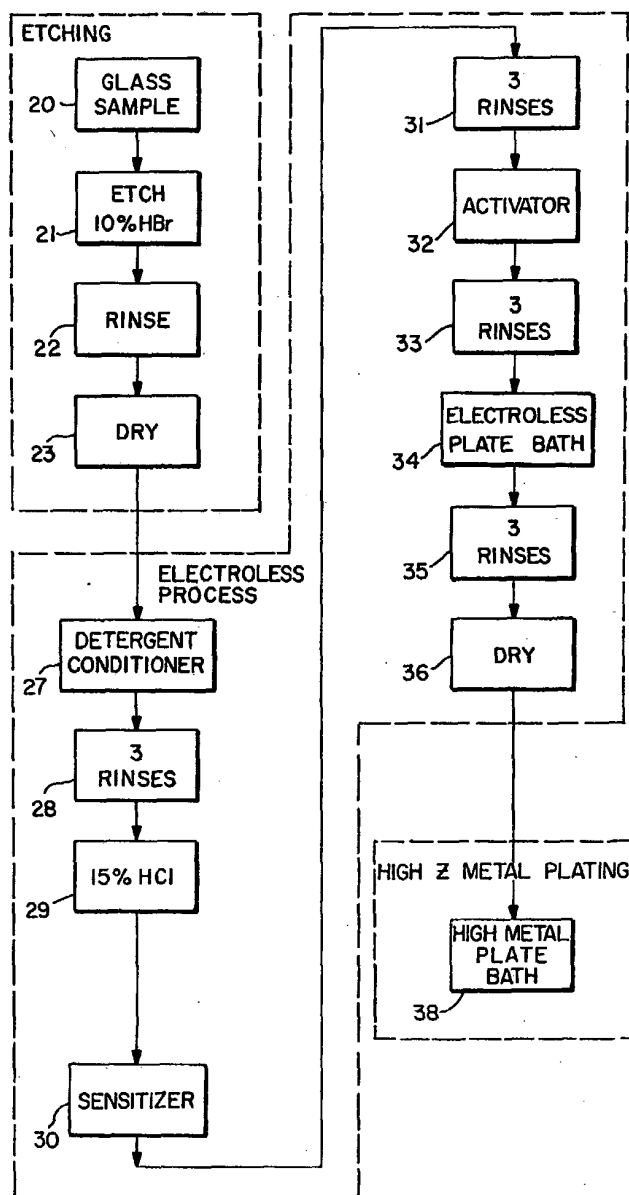 ETCHING
GLASS
SAMPLE
20
ETCH
10%HBr
21
RINSE
22
DRY
23
ELECTROLESS
PROCESS
DETERGENT
CONDITIONER
27
3
RINSES
28
15% HCl
29
SENSITIZER
30
3
RINSES
31
ACTIVATOR
32
3
RINSES
33
ELECTROLESS
PLATE BATH
34
3
RINSES
35
DRY
36
HIGH Z METAL PLATING
HIGH METAL
PLATE
BATH
38